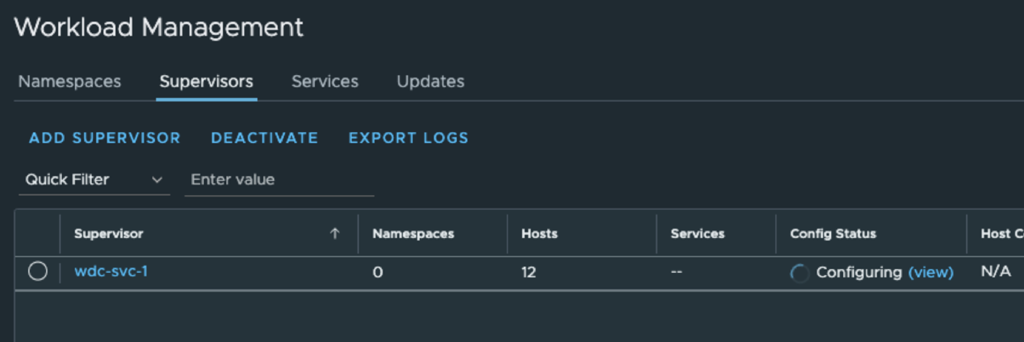 Workload Management
Namespaces Supervisors Services Updates
ADD SUPERVISOR DEACTIVATE EXPORT LOGS
Quick Filter Enter value
Supervisor Namespaces Hosts Services Config Status Host C
wdc-svc-1 0 12 -- Configuring (view) N/A